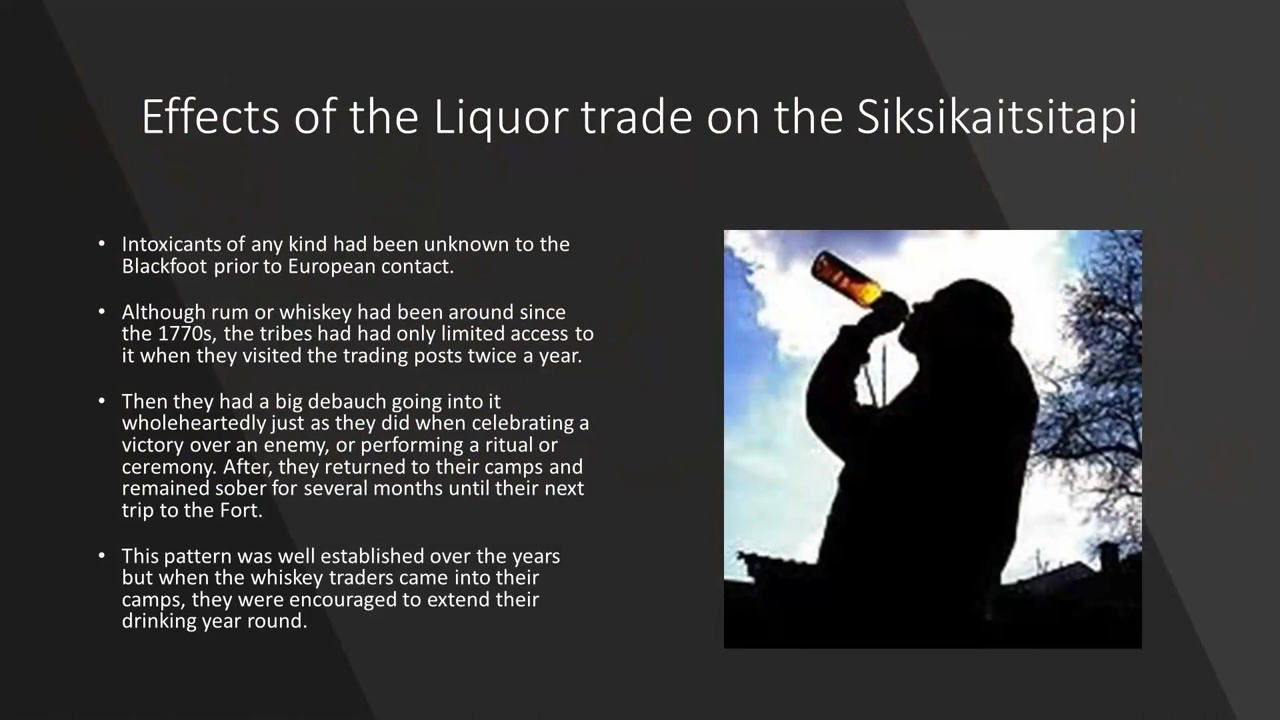 Effects of the Liquor trade on the Siksikaitsitapi
• Intoxicants of any kind had been unknown to the
Blackfoot prior to European contact.
• Although rum or whiskey had been around since
the 1770s, the tribes had had only limited access to
it when they visited the trading posts twice a year.
• Then they had a big debauch going into it
wholeheartedly just as they did when celebrating a
victory over an enemy, or performing a ritual or
ceremony. After, they returned to their camps and
remained sober for several months until their next
trip to the Fort.
• This pattern was well established over the years
but when the whiskey traders came into their
camps, they were encouraged to extend their
drinking year round.